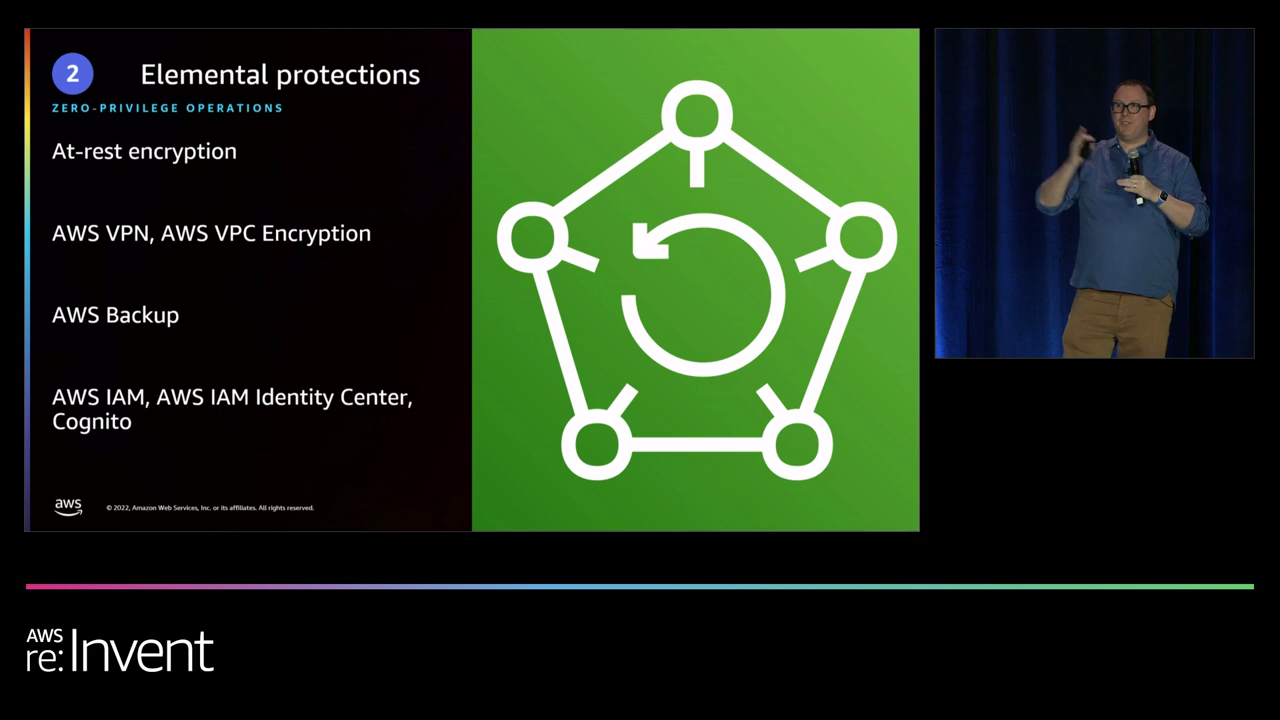 2
Elemental protections
ZERO-PRIVILEGE OPERATIONS
At-rest encryption
AWS VPN, AWS VPC Encryption
AWS Backup
AWS IAM, AWS IAM Identity Center,
Cognito
aws
© 2022, Amazon Web Services, Inc. or its affiliates. All rights reserved.
AWS
re:Invent